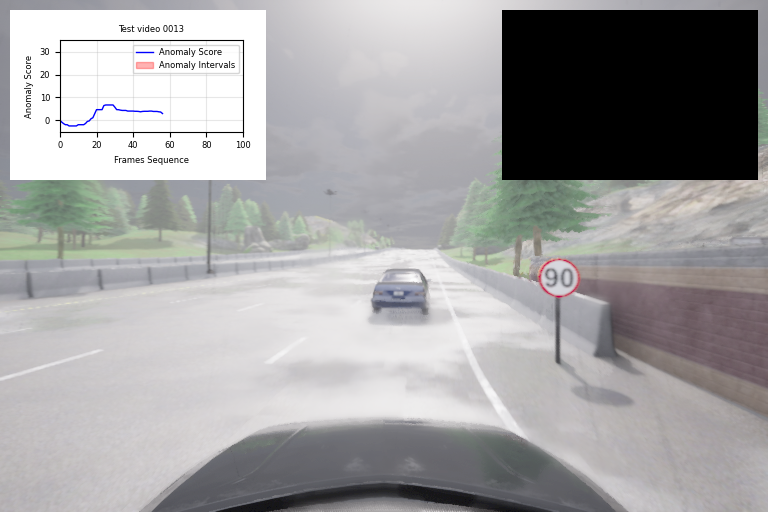 Test video 0013
Anomaly Score
Anomaly Intervals
Anomaly Score
30
20
10
0
0 20 40 60 80 100
Frames Sequence
90